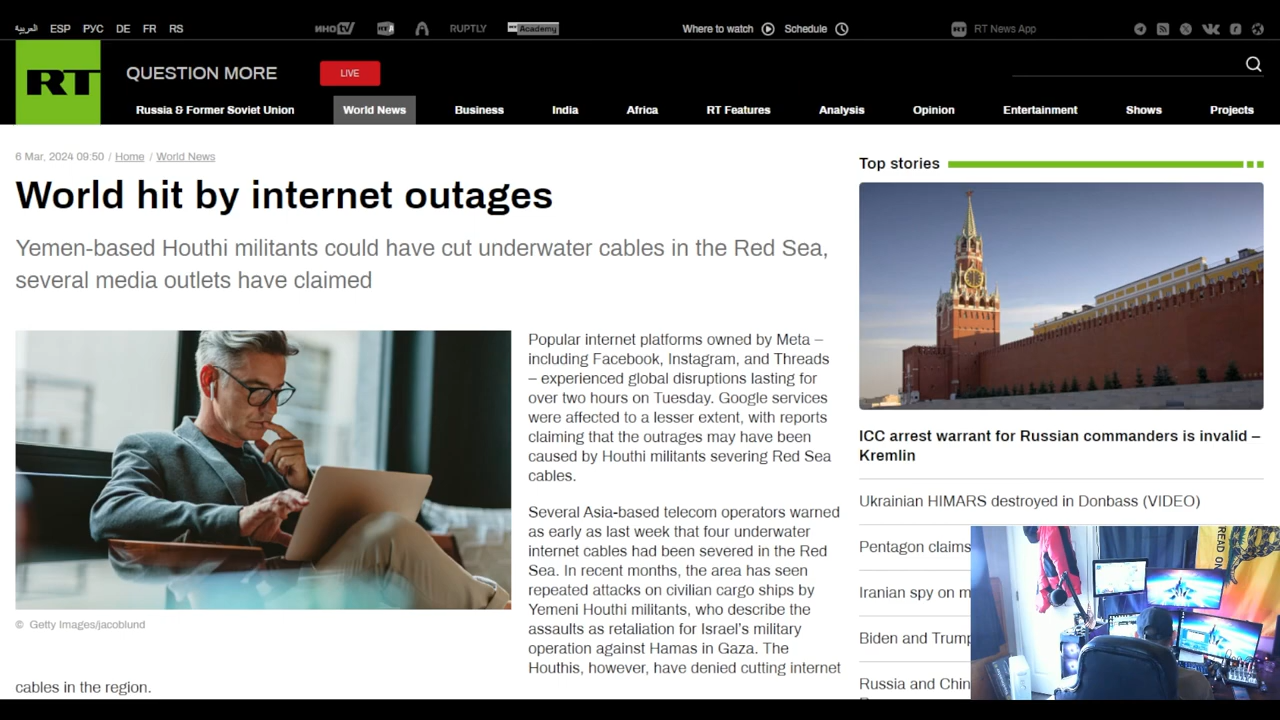 العربية ESP РУС DE FR RS ИНОTV RUPTLY Academy Where to watch Schedule RT News App
RT QUESTION MORE LIVE
Russia & Former Soviet Union World News Business India Africa RT Features Analysis Opinion Entertainment Shows Projects
6 Mar, 2024 09:50 / Home / World News
World hit by internet outages
Yemen-based Houthi militants could have cut underwater cables in the Red Sea,
several media outlets have claimed
Popular internet platforms owned by Meta –
including Facebook, Instagram, and Threads
– experienced global disruptions lasting for
over two hours on Tuesday. Google services
were affected to a lesser extent, with reports
claiming that the outrages may have been
caused by Houthi militants severing Red Sea
cables.
Several Asia-based telecom operators warned
as early as last week that four underwater
internet cables had been severed in the Red
Sea. In recent months, the area has seen
repeated attacks on civilian cargo ships by
Yemeni Houthi militants, who describe the
assaults as retaliation for Israel's military
operation against Hamas in Gaza. The
Houthis, however, have denied cutting internet
© Getty Images/jacoblund
cables in the region.
Top stories
ICC arrest warrant for Russian commanders is invalid –
Kremlin
Ukrainian HIMARS destroyed in Donbass (VIDEO)
Pentagon claims
Iranian spy on
Biden and Trump
Russia and Chin
READ ON